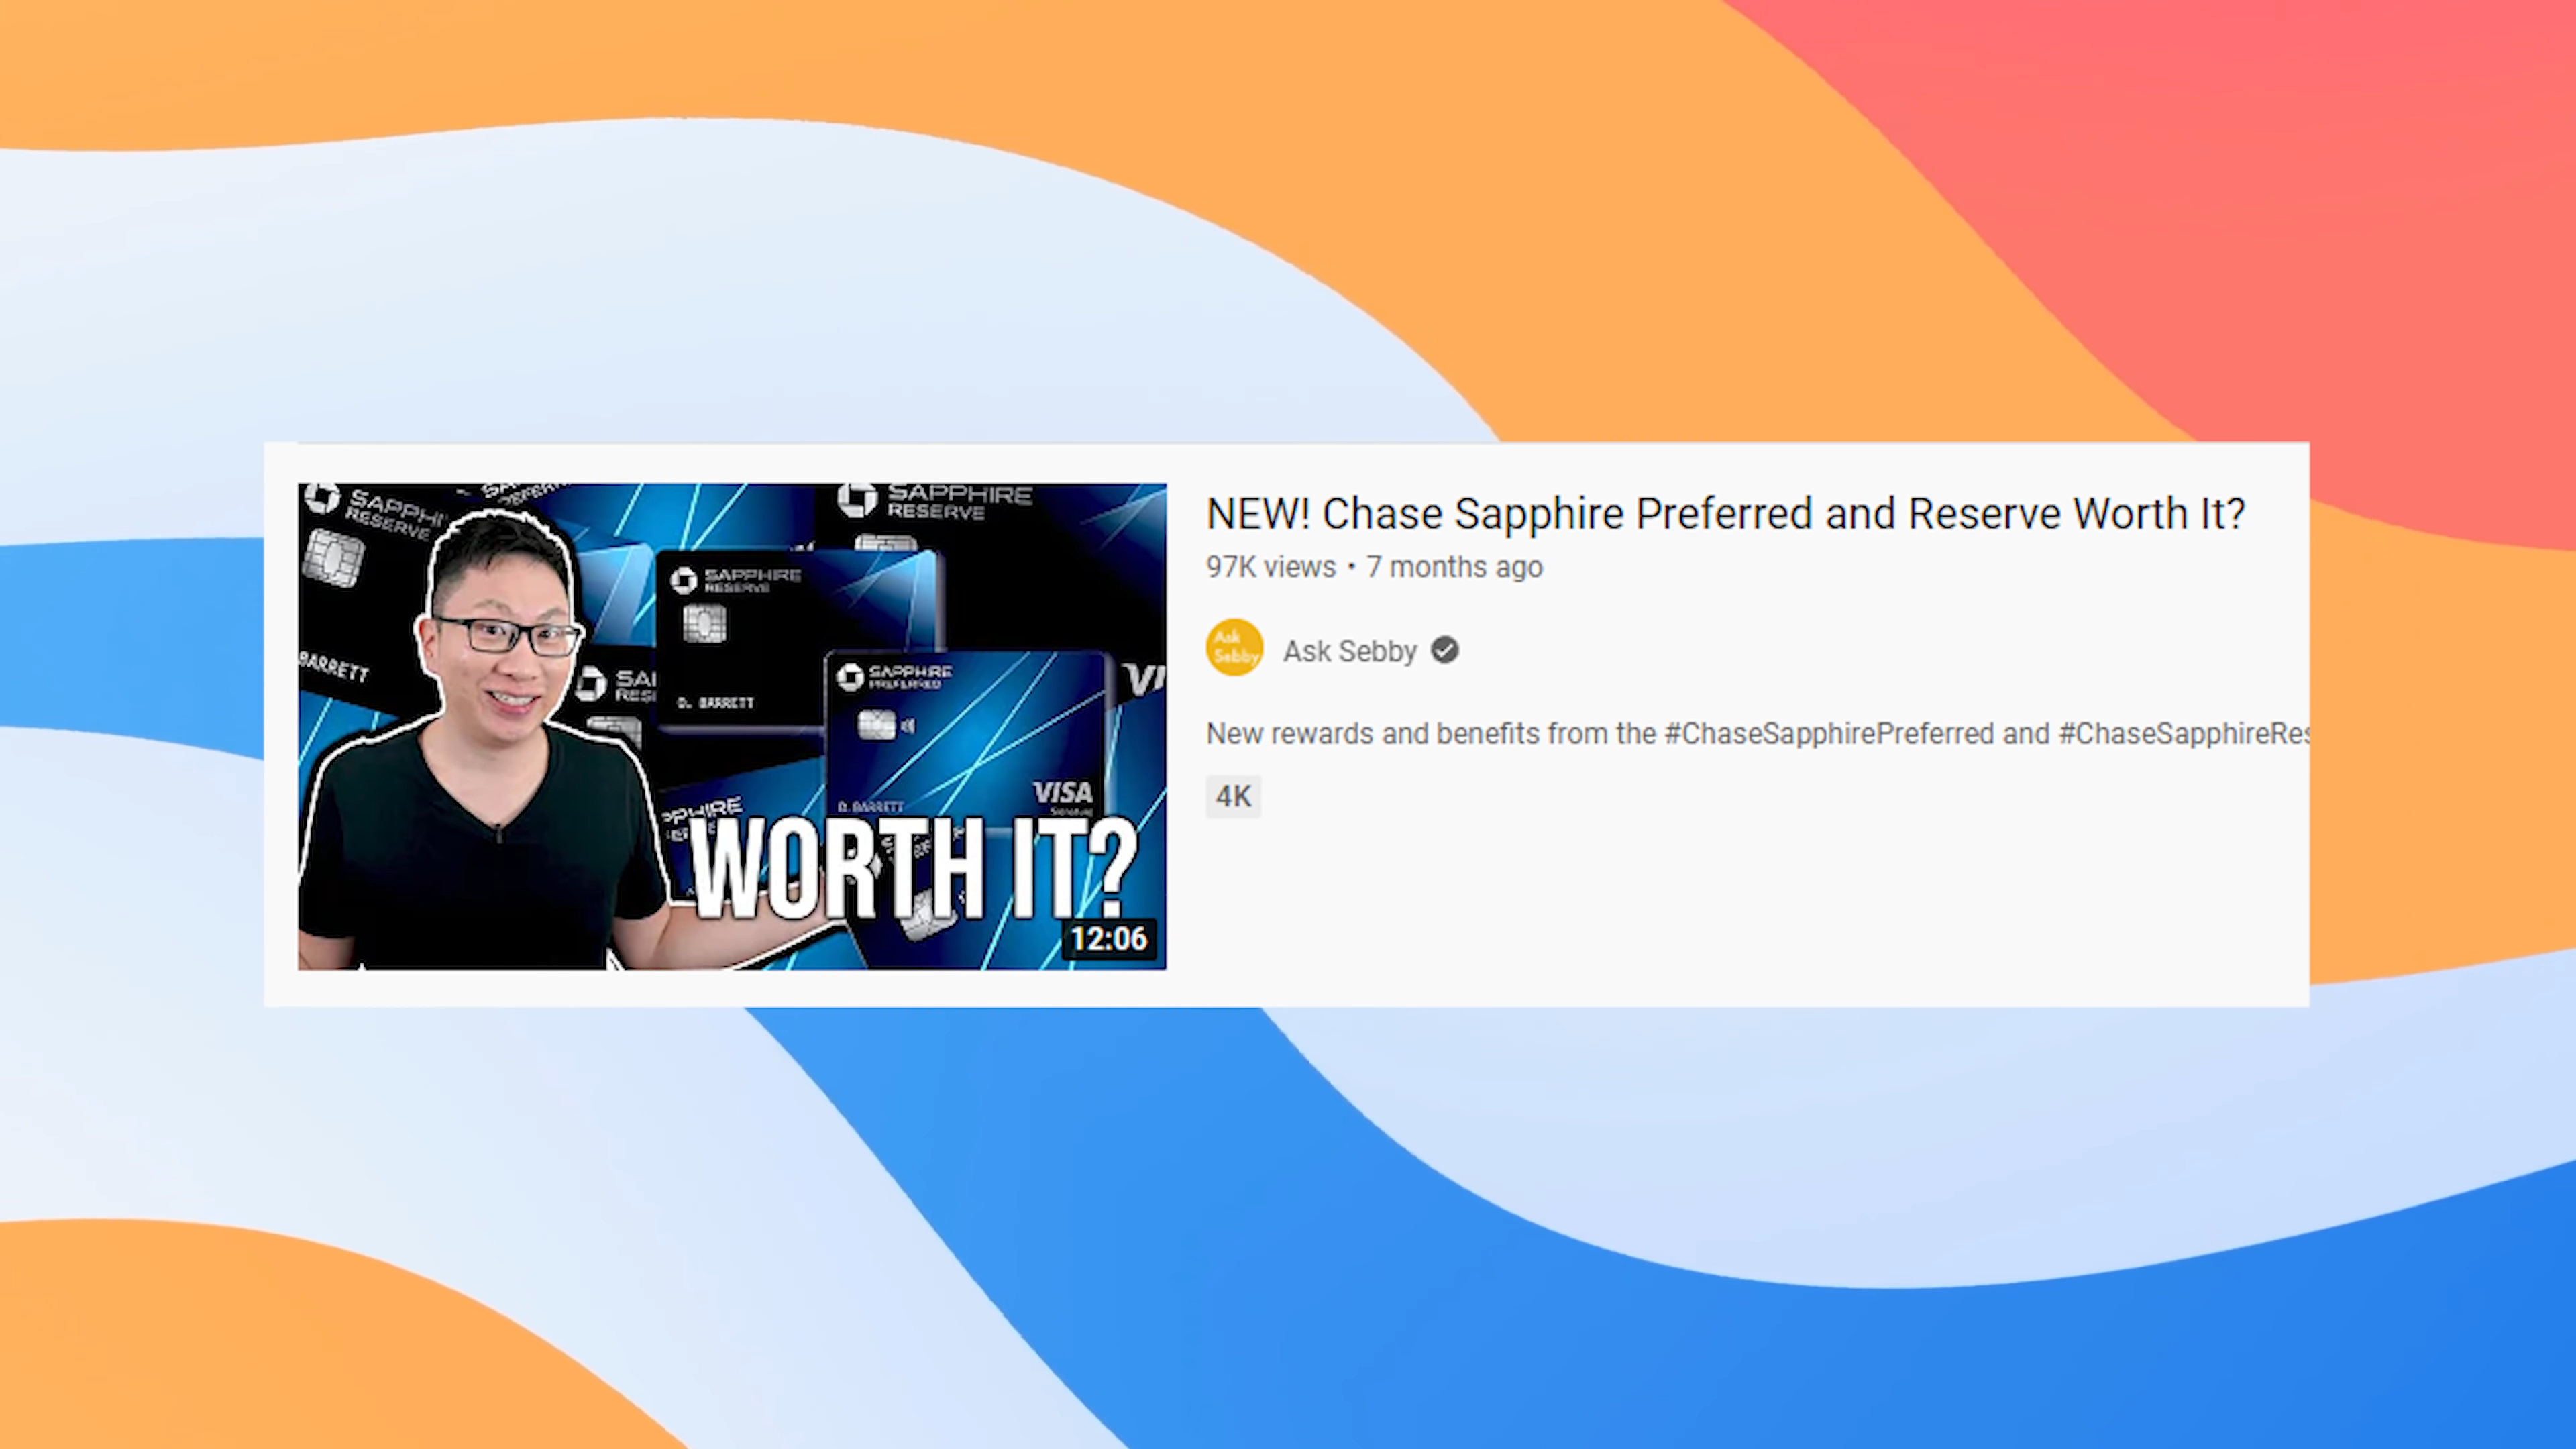 SAPPHIRE
RESERVE
SAPPHIRE
RESERVE
BARRETT
SAPPHIRE
RESERVE
D. BARRETT
SAPPHIRE
PREFERRED
D. BARRETT
VISA
Signature
WORTH IT?
12:06
NEW! Chase Sapphire Preferred and Reserve Worth It?
97K views • 7 months ago
Ask
Sebby
Ask Sebby
New rewards and benefits from the #ChaseSapphirePreferred and #ChaseSapphireRes
4K